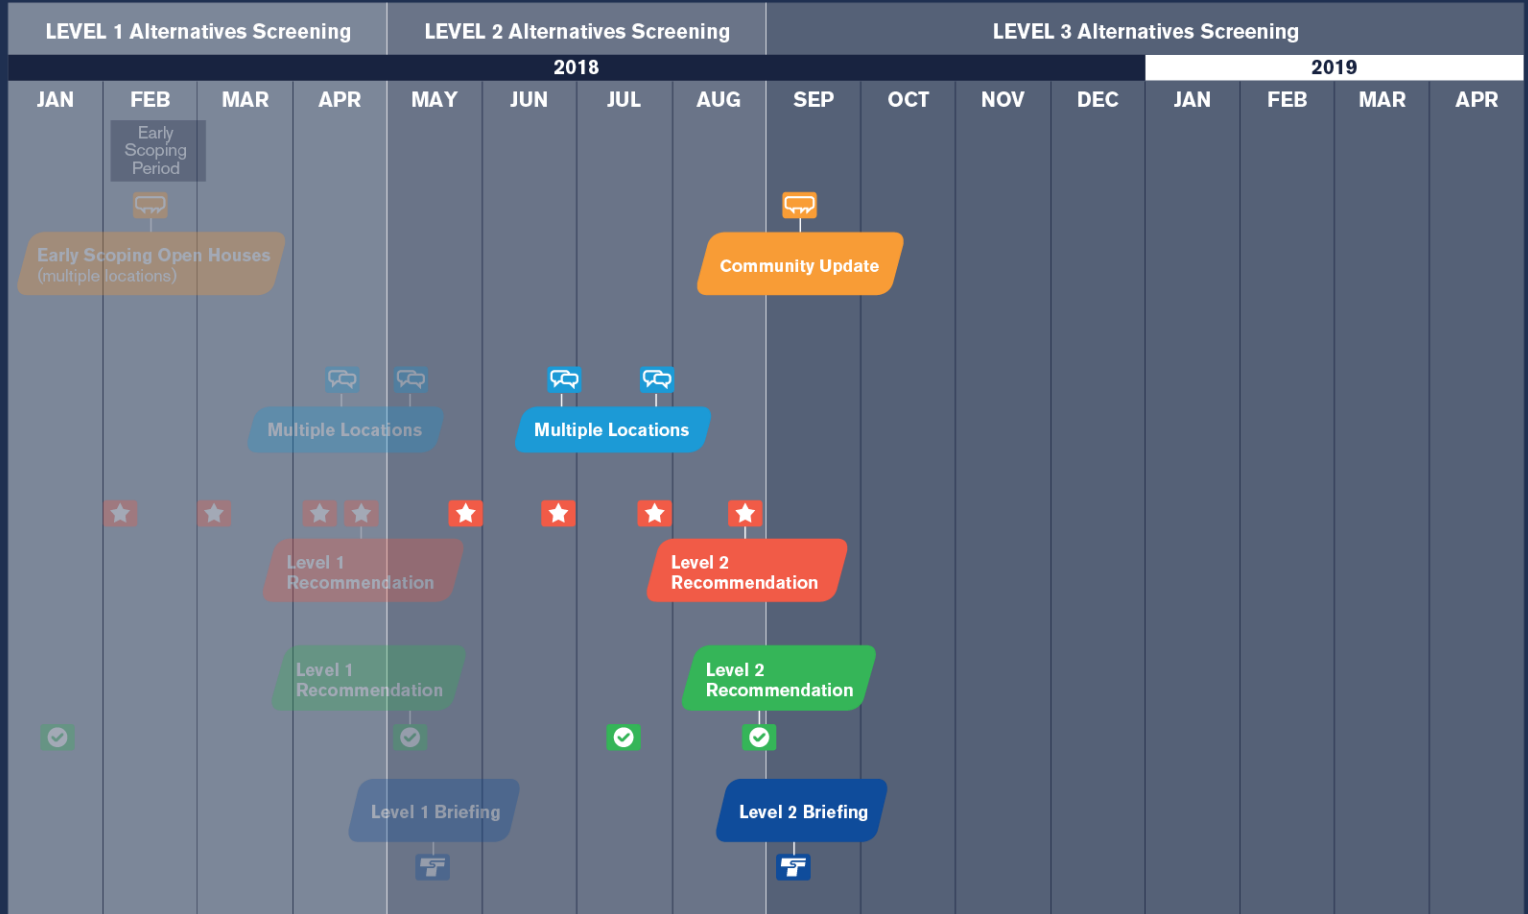 LEVEL 1 Alternatives Screening
LEVEL 2 Alternatives Screening
LEVEL 3 Alternatives Screening
2018
2019
JAN
FEB
MAR
APR
MAY
JUN
JUL
AUG
SEP
OCT
NOV
DEC
JAN
FEB
MAR
APR
Early
Scoping
Period
Early Scoping Open Houses
(multiple locations)
Community Update
Multiple Locations
Multiple Locations
Level 1
Recommendation
Level 2
Recommendation
Level 1
Recommendation
Level 2
Recommendation
Level 1 Briefing
Level 2 Briefing